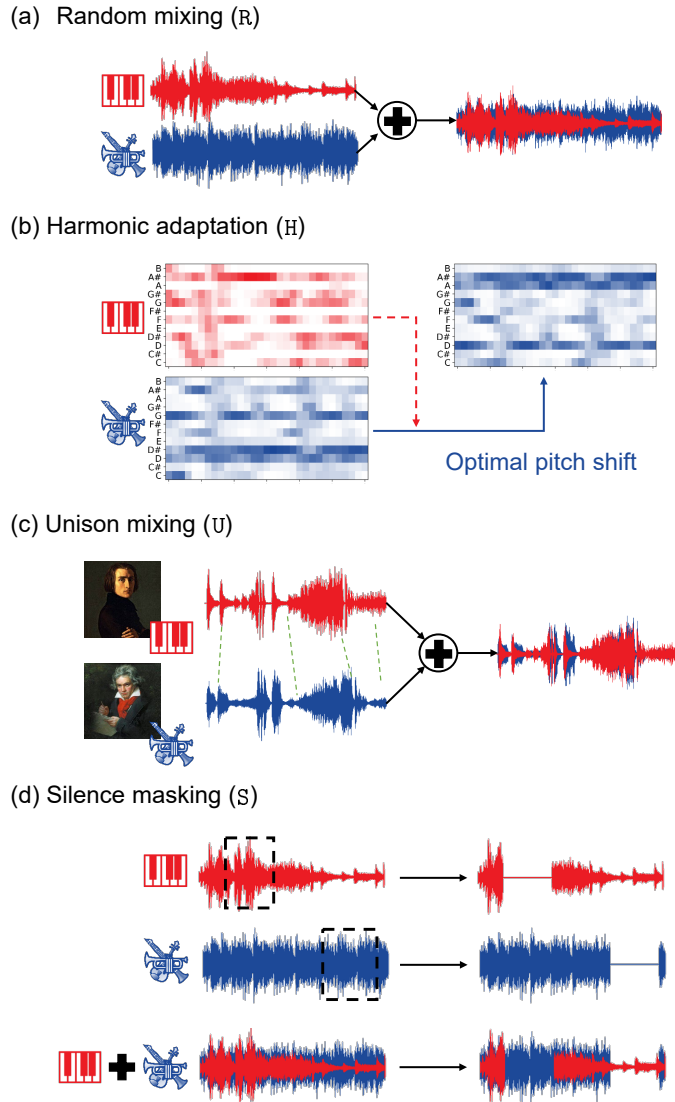 (a) Random mixing (R)
(b) Harmonic adaptation (H)
B
A#
A
G#
G
F#
F
E
D#
D
C#
C
B
A#
A
G#
G
F#
F
E
D#
D
C#
C
B
A#
A
G#
G
F#
F
E
D#
D
C#
C
Optimal pitch shift
(c) Unison mixing (U)
(d) Silence masking (S)